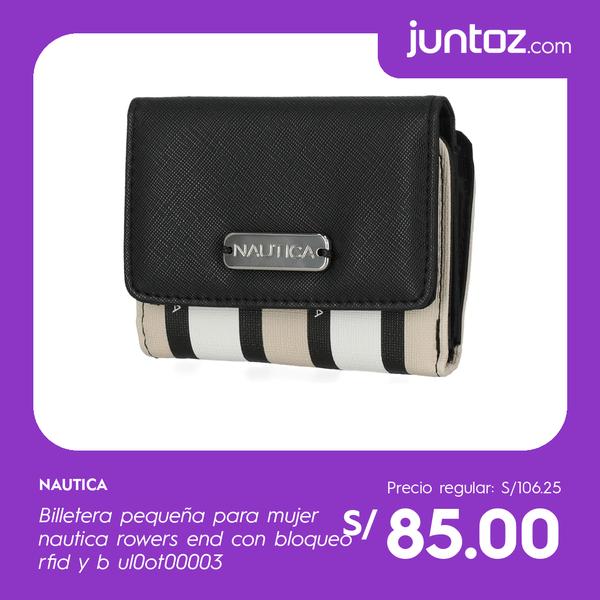 juntoz.com
NAUTICA
NAUTICA
Billetera pequeña para mujer
nautica rowers end con bloqueo
rfid y b ul0ot00003
Precio regular: S/106.25
S/ 85.00